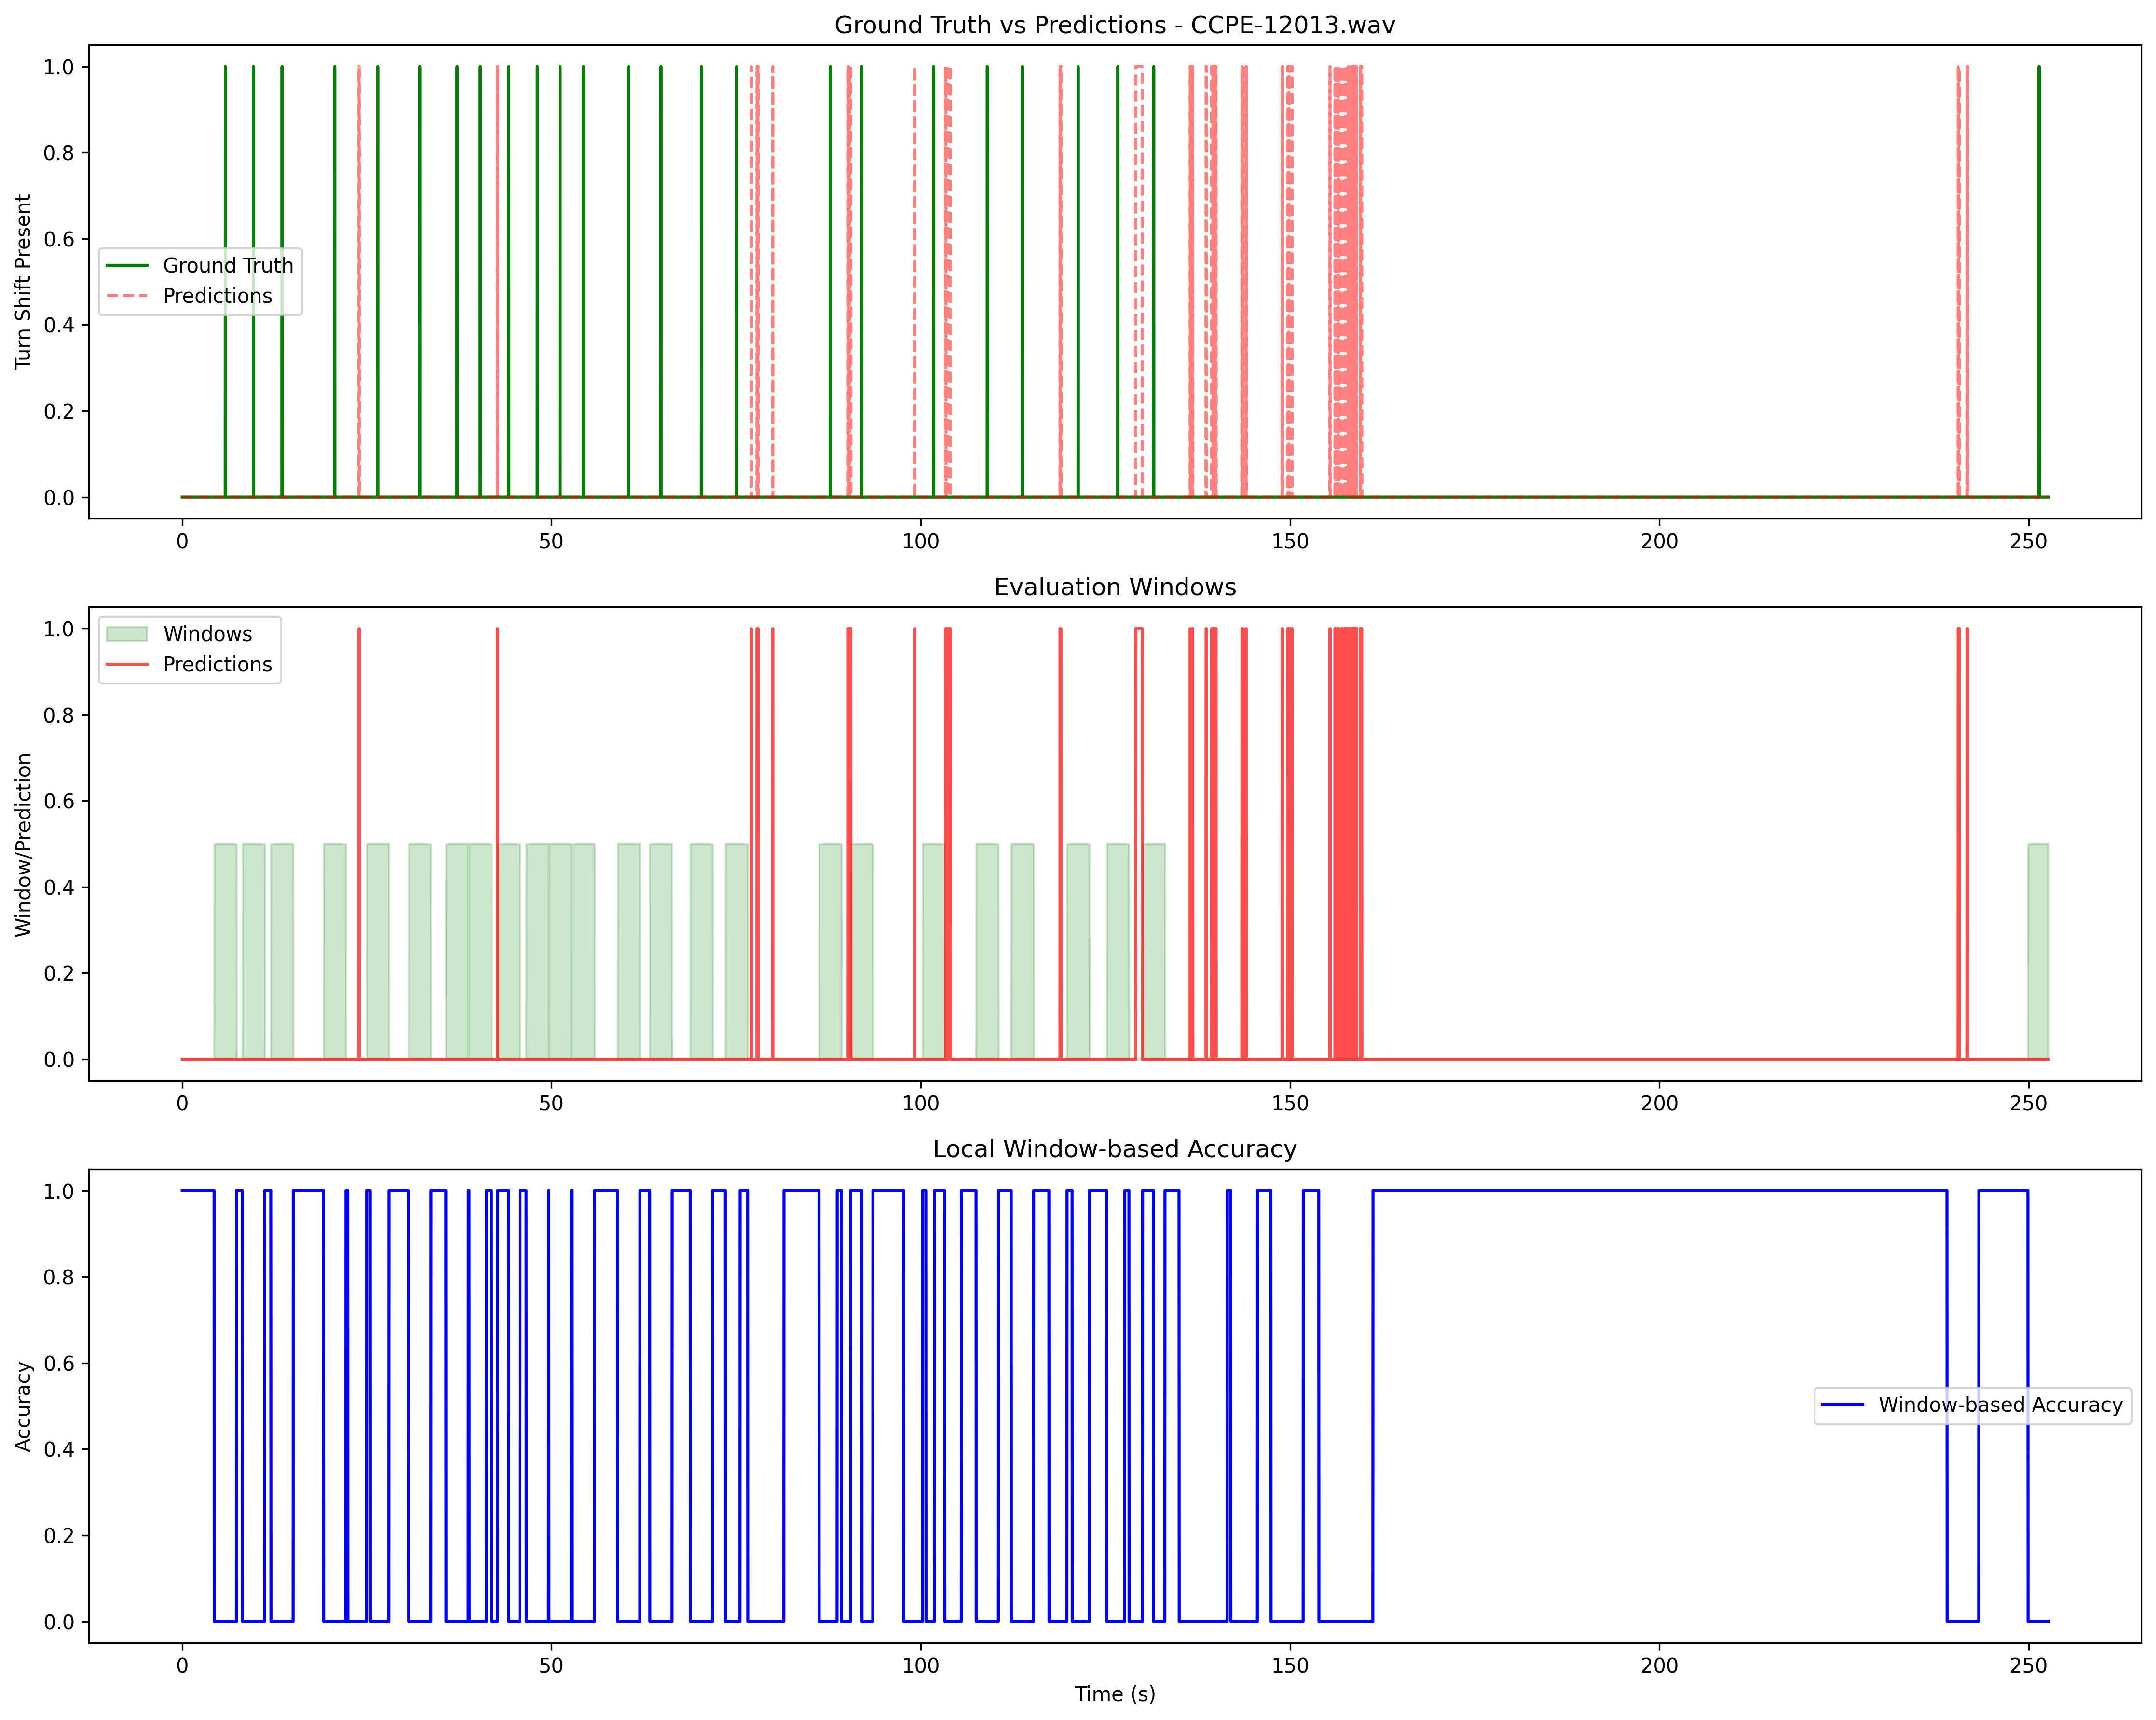 Ground Truth vs Predictions - CCPE-12013.wav
1.0
0.8
0.6
0.4
0.2
0.0
Turn Shift Present
Ground Truth
Predictions
0 50 100 150 200 250
Evaluation Windows
1.0
0.8
0.6
0.4
0.2
0.0
Window/Prediction
Windows
Predictions
0 50 100 150 200 250
Local Window-based Accuracy
1.0
0.8
0.6
0.4
0.2
0.0
Accuracy
Window-based Accuracy
0 50 100 150 200 250
Time (s)